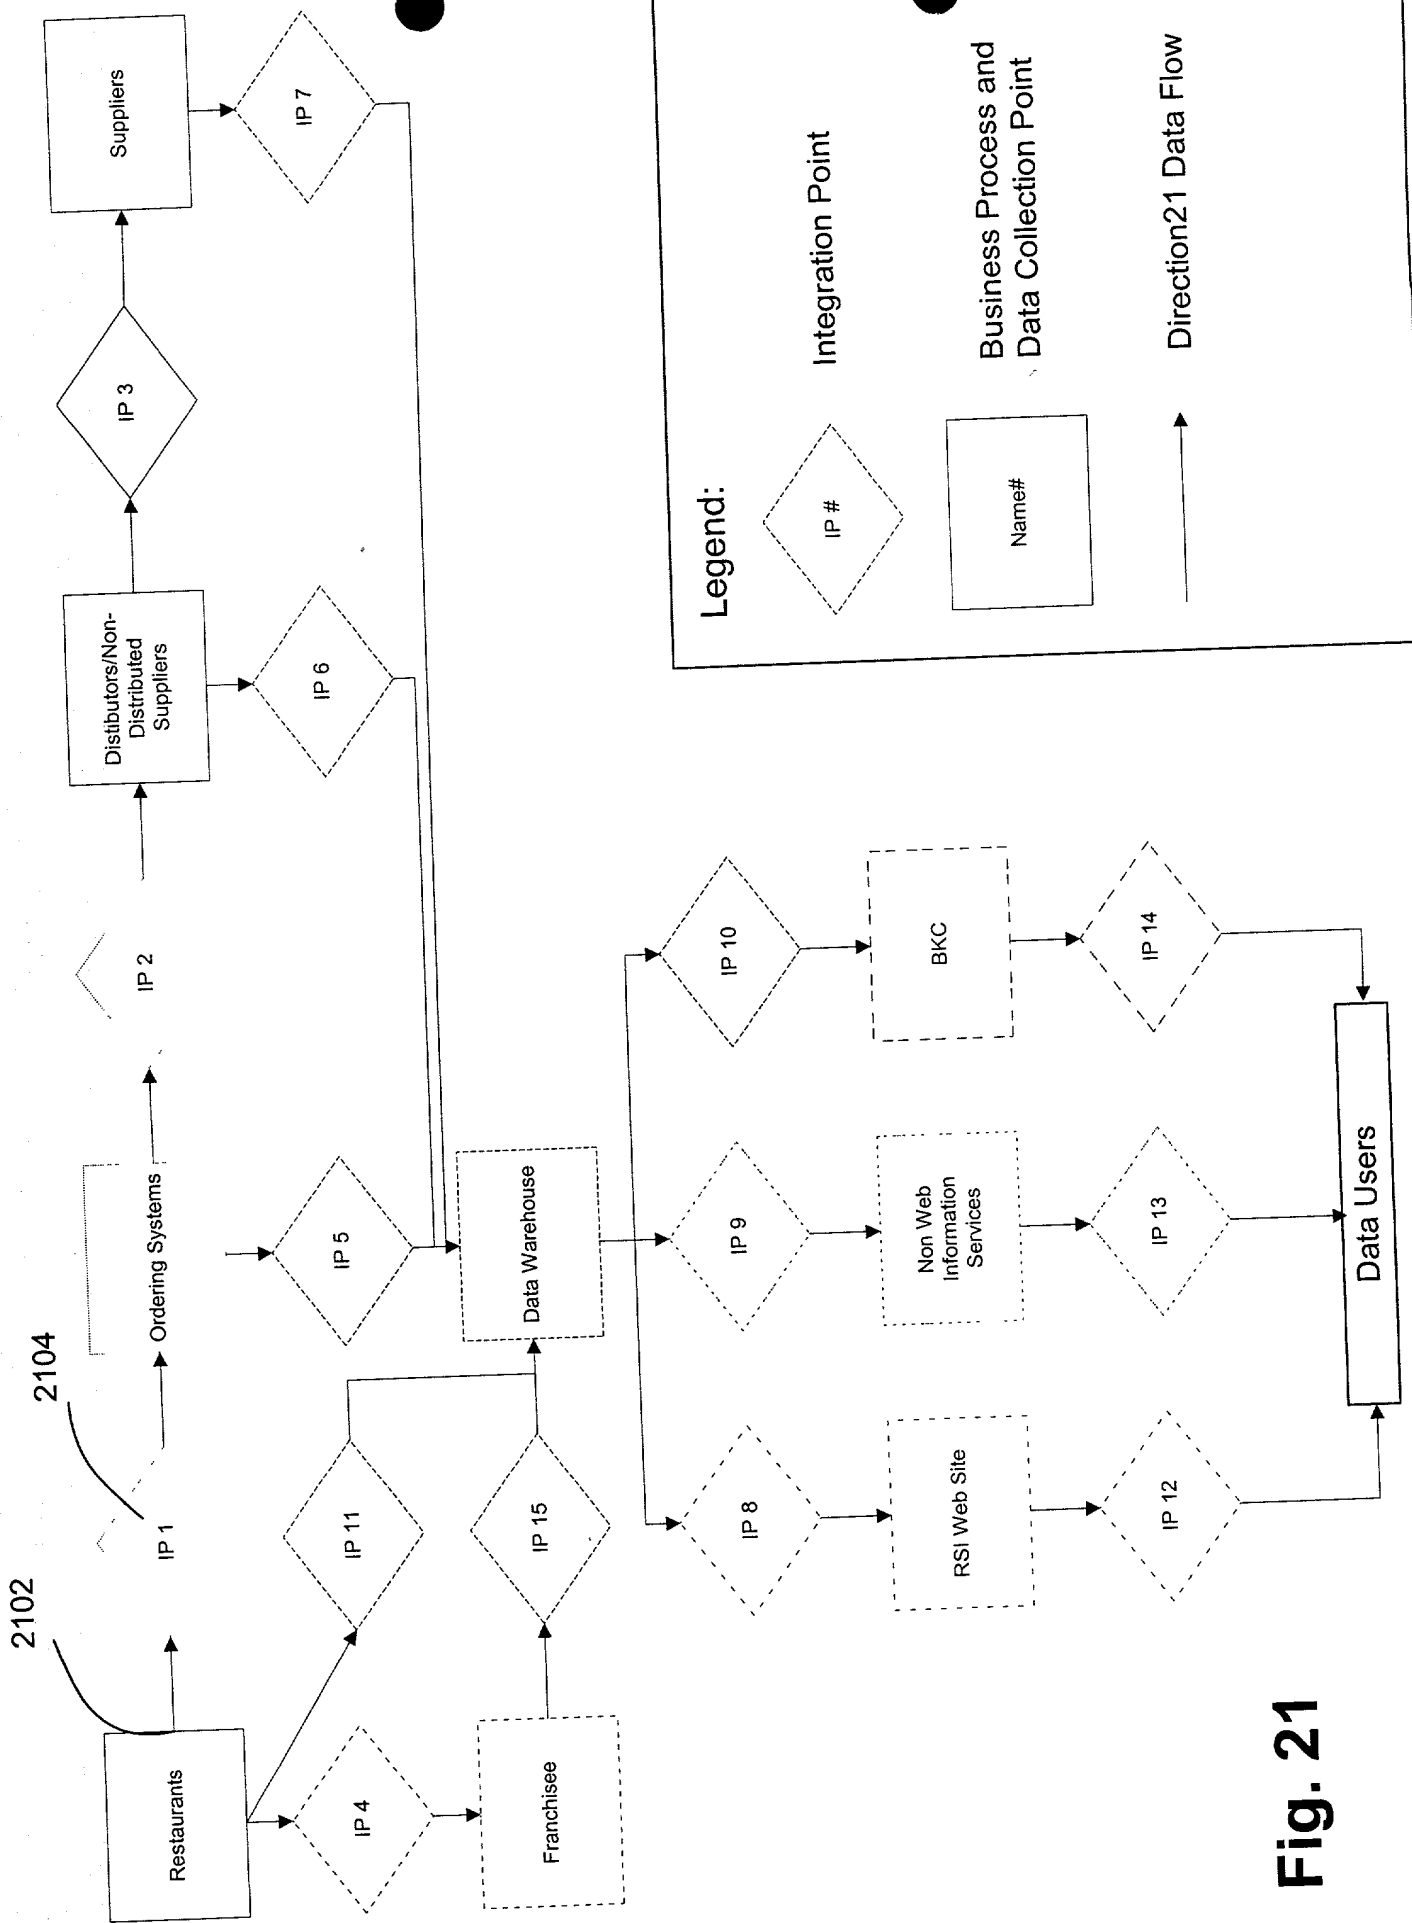 2102
2104
Restaurants
IP 1
Ordering Systems
IP 2
Distibutors/Non-
Distributed
Suppliers
IP 3
Suppliers
IP 4
IP 11
IP 5
IP 6
IP 7
Franchisee
IP 15
Data Warehouse
IP 8
IP 9
IP 10
RSI Web Site
Non Web
Information
Services
BKC
IP 12
IP 13
IP 14
Data Users
Legend:
IP #
Integration Point
Name#
Business Process and
Data Collection Point
Direction21 Data Flow
Fig. 21